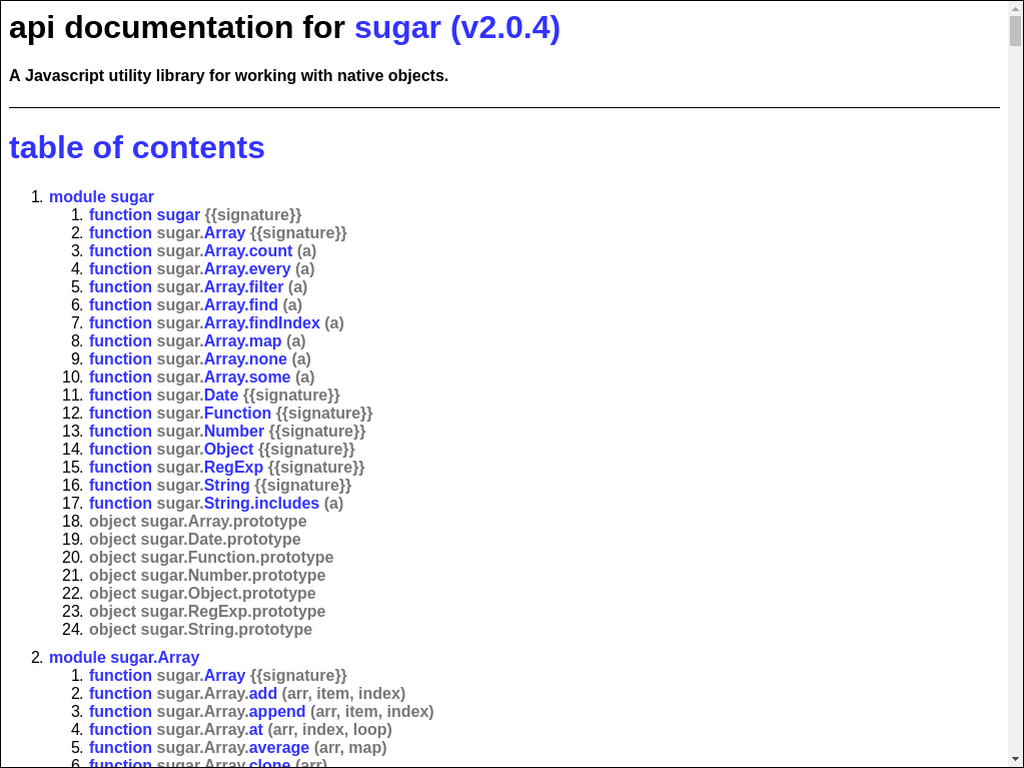 api documentation for sugar (v2.0.4)
A Javascript utility library for working with native objects.
table of contents
1. module sugar
1. function sugar {{signature}}
2. function sugar.Array {{signature}}
3. function sugar.Array.count (a)
4. function sugar.Array.every (a)
5. function sugar.Array.filter (a)
6. function sugar.Array.find (a)
7. function sugar.Array.findIndex (a)
8. function sugar.Array.map (a)
9. function sugar.Array.none (a)
10. function sugar.Array.some (a)
11. function sugar.Date {{signature}}
12. function sugar.Function {{signature}}
13. function sugar.Number {{signature}}
14. function sugar.Object {{signature}}
15. function sugar.RegExp {{signature}}
16. function sugar.String {{signature}}
17. function sugar.String.includes (a)
18. object sugar.Array.prototype
19. object sugar.Date.prototype
20. object sugar.Function.prototype
21. object sugar.Number.prototype
22. object sugar.Object.prototype
23. object sugar.RegExp.prototype
24. object sugar.String.prototype
2. module sugar.Array
1. function sugar.Array {{signature}}
2. function sugar.Array.add (arr, item, index)
3. function sugar.Array.append (arr, item, index)
4. function sugar.Array.at (arr, index, loop)
5. function sugar.Array.average (arr, map)
6. function sugar.Array.clone (arr)